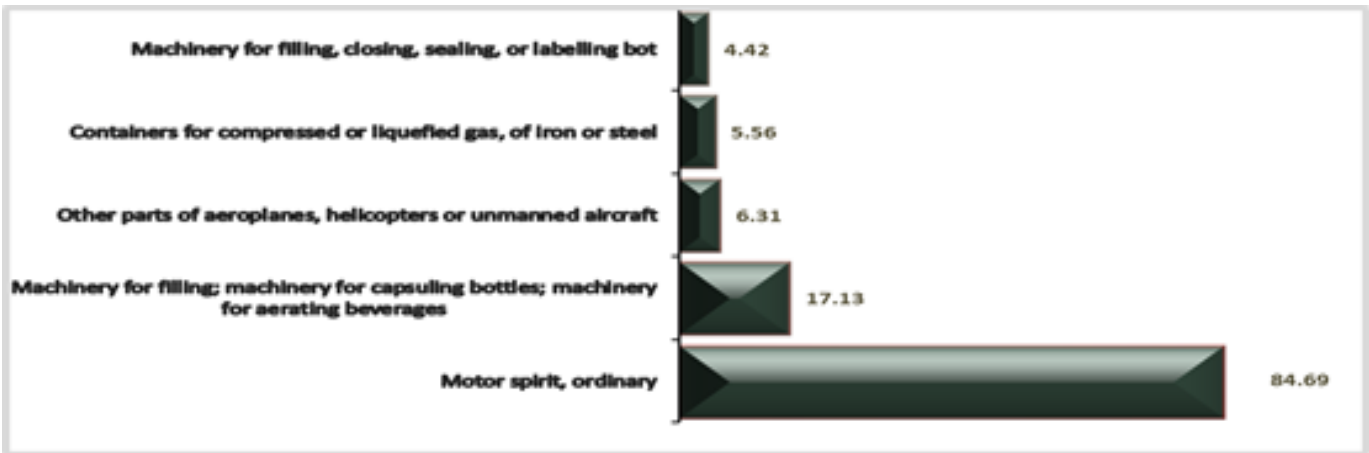 Machinery for filling, closing, sealing, or labelling bot
4.42
Containers for compressed or liquefied gas, of iron or steel
5.56
Other parts of aeroplanes, helicopters or unmanned aircraft
6.31
Machinery for filling; machinery for capsuling bottles; machinery
for aerating beverages
17.13
Motor spirit, ordinary
84.69